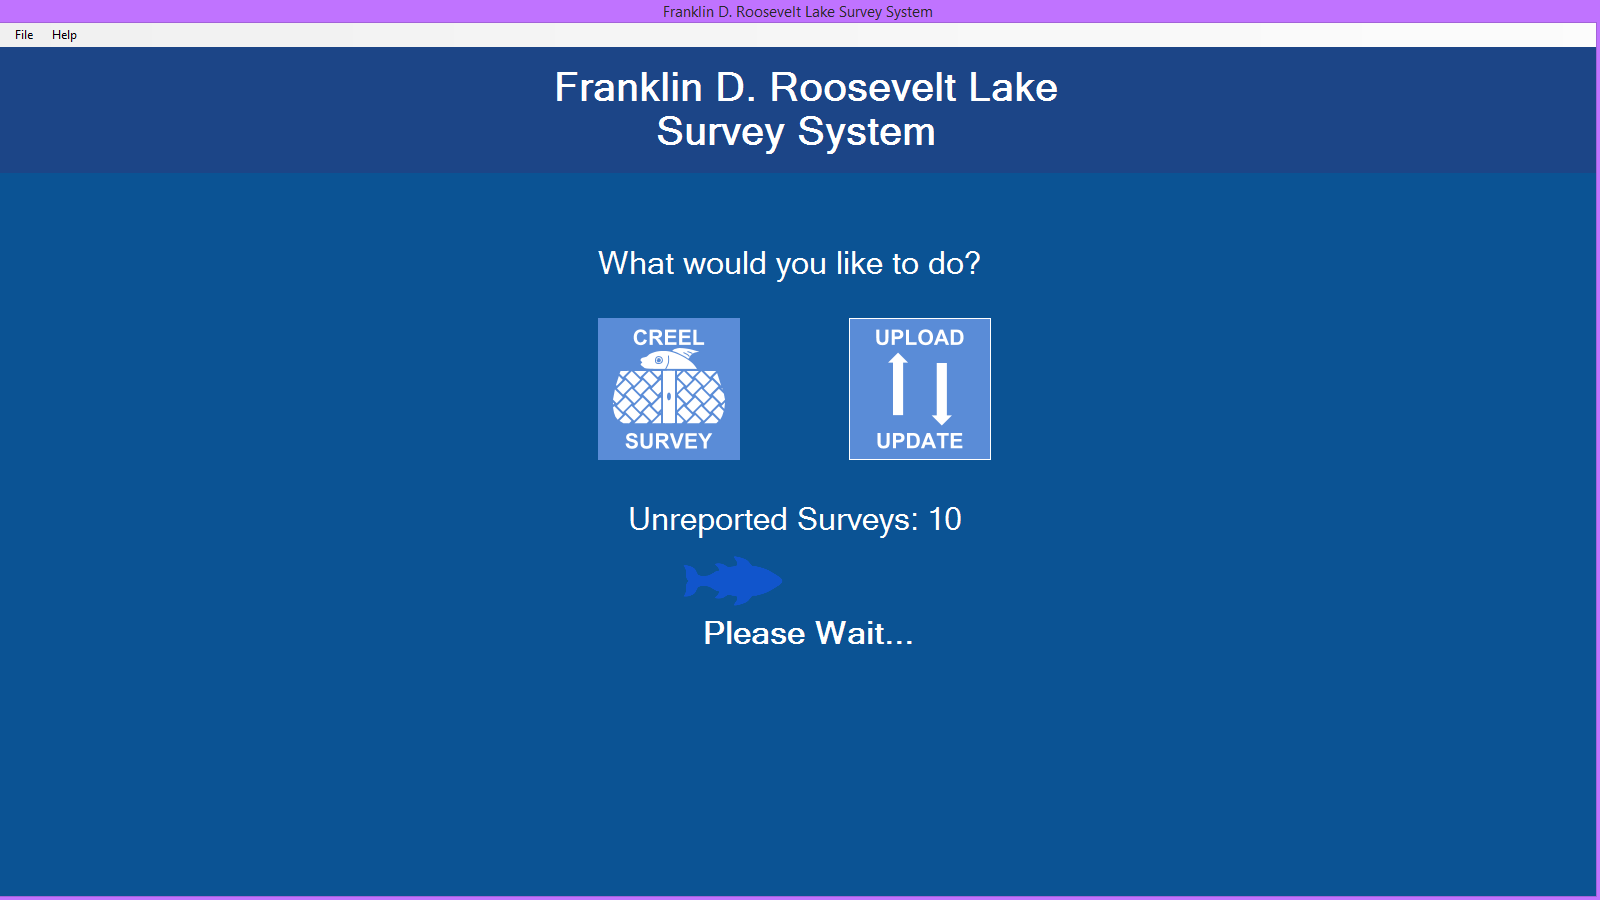 Franklin D. Roosevelt Lake Survey System
File Help
Franklin D. Roosevelt Lake
Survey System
What would you like to do?
CREEL
SURVEY
UPLOAD
UPDATE
Unreported Surveys: 10
Please Wait...